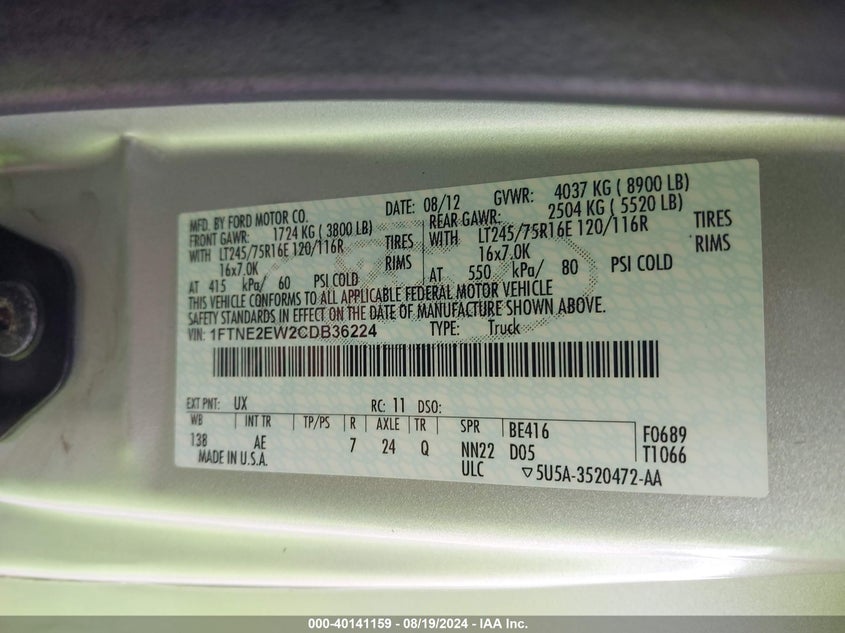 MFD. BY FORD MOTOR CO. DATE: 08/12 GVWR: 4037 KG ( 8900 LB)
FRONT GAWR: 1724 KG ( 3800 LB) REAR GAWR: 2504 KG ( 5520 LB)
WITH LT245/75R16E 120/116R TIRES WITH LT245/75R16E 120/116R TIRES
16x7.0K RIMS 16x7.0K RIMS
AT 415 kPa/ 60 PSI COLD AT 550 kPa/ 80 PSI COLD
THIS VEHICLE CONFORMS TO ALL APPLICABLE FEDERAL MOTOR VEHICLE
SAFETY STANDARDS IN EFFECT ON THE DATE OF MANUFACTURE SHOWN ABOVE.
VIN: 1FTNE2EW2CDB36224 TYPE: Truck
EXT PNT: UX RC: 11 DSO:
WB INT TR TP/PS R AXLE TR SPR BE416 F0689
138 AE 7 24 Q NN22 D05 T1066
MADE IN U.S.A. ULC ▽5U5A-3520472-AA
000-40141159 - 08/19/2024 - IAA Inc.